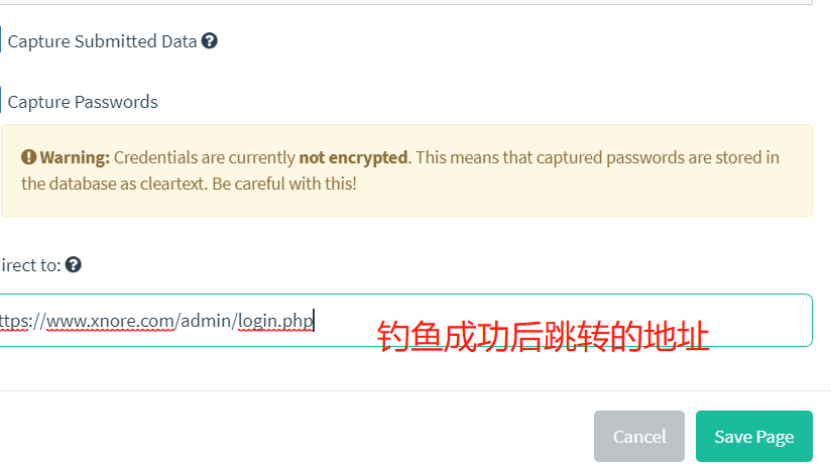 Capture Submitted Data
Capture Passwords
Warning: Credentials are currently not encrypted. This means that captured passwords are stored in
the database as cleartext. Be careful with this!
irect to:
ttps://www.xnore.com/admin/login.php
钓鱼成功后跳转的地址
Cancel
Save Page